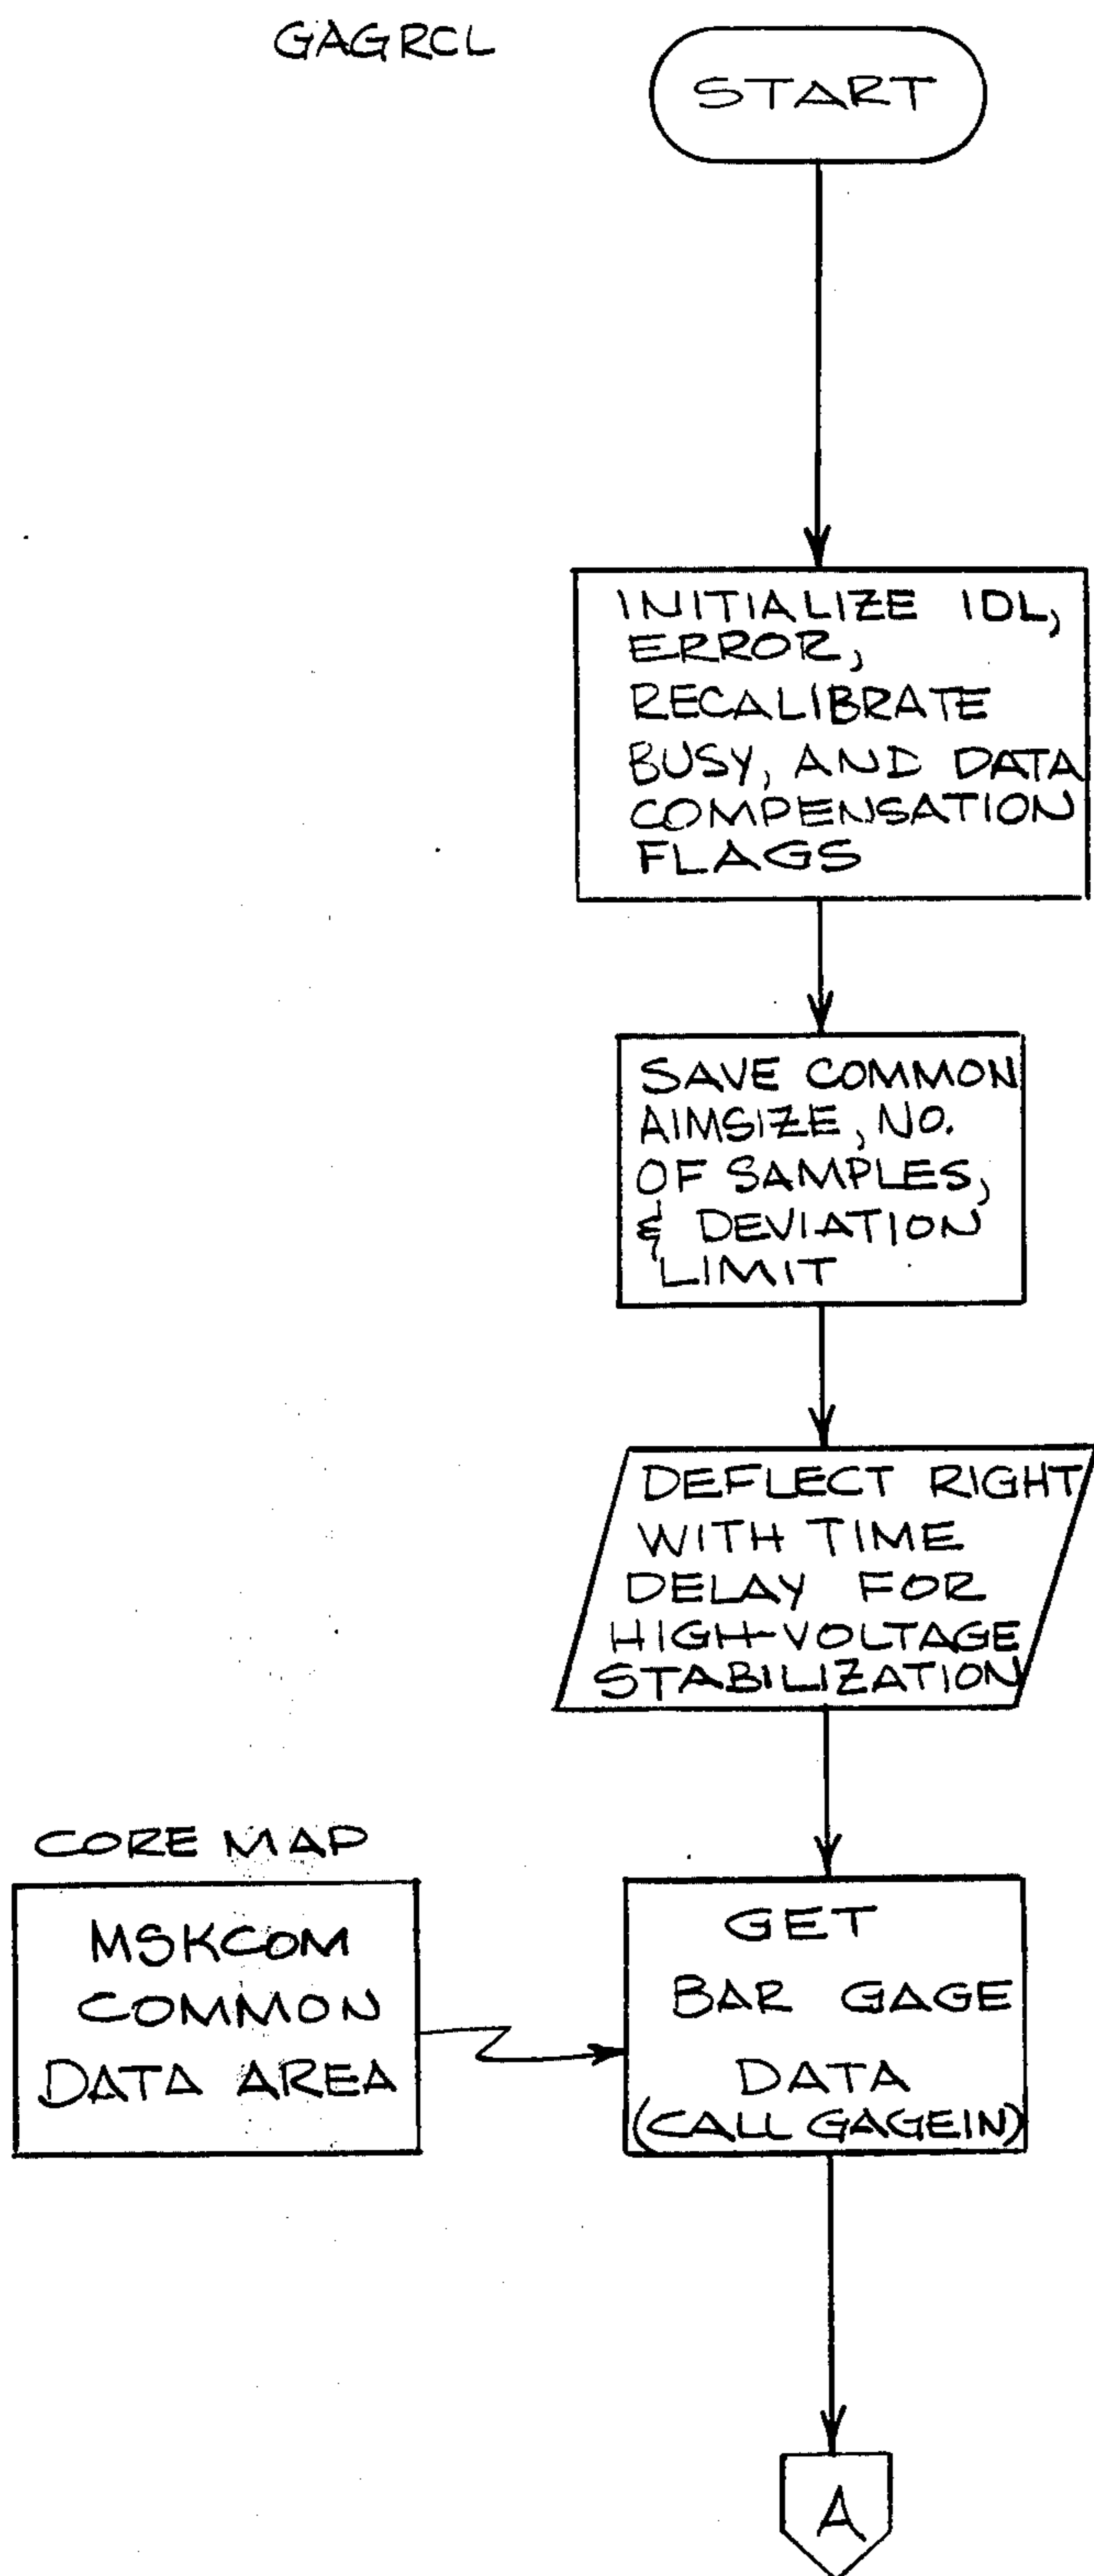 GAGRCL
START
INITIALIZE IDL,
ERROR,
RECALIBRATE
BUSY, AND DATA
COMPENSATION
FLAGS
SAVE COMMON
AIMSIZE, NO.
OF SAMPLES,
& DEVIATION
LIMIT
DEFLECT RIGHT
WITH TIME
DELAY FOR
HIGH-VOLTAGE
STABILIZATION
CORE MAP
MSKCOM
COMMON
DATA AREA
GET
BAR GAGE
DATA
(CALL GAGEIN)
A